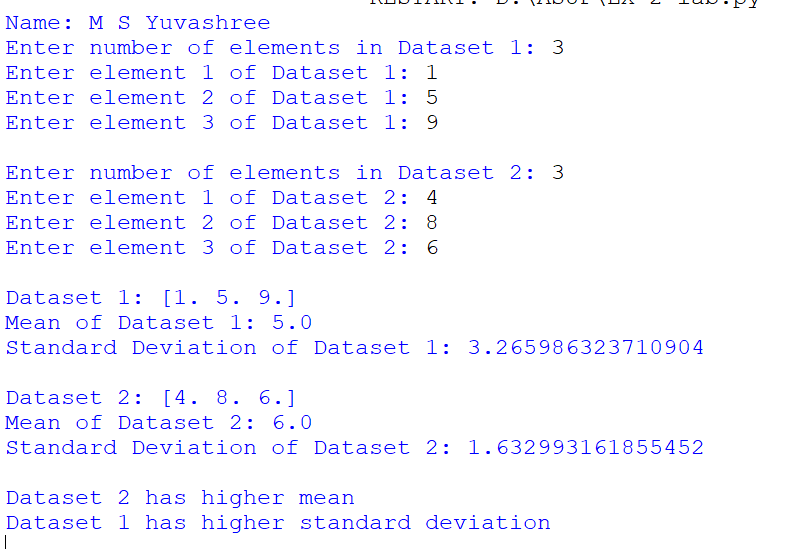 Name: M S Yuvashree
Enter number of elements in Dataset 1: 3
Enter element 1 of Dataset 1: 1
Enter element 2 of Dataset 1: 5
Enter element 3 of Dataset 1: 9
Enter number of elements in Dataset 2: 3
Enter element 1 of Dataset 2: 4
Enter element 2 of Dataset 2: 8
Enter element 3 of Dataset 2: 6
Dataset 1: [1. 5. 9.]
Mean of Dataset 1: 5.0
Standard Deviation of Dataset 1: 3.265986323710904
Dataset 2: [4. 8. 6.]
Mean of Dataset 2: 6.0
Standard Deviation of Dataset 2: 1.632993161855452
Dataset 2 has higher mean
Dataset 1 has higher standard deviation